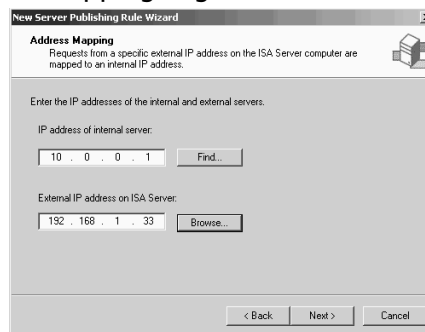 New Server Publishing Rule Wizard
Address Mapping
Requests from a specific external IP address on the ISA Server computer are
mapped to an internal IP address.
Enter the IP addresses of the internal and external servers.
IP address of internal server:
10 . 0 . 0 . 1 Find...
External IP address on ISA Server:
192 . 168 . 1 . 33 Browse...
< Back Next > Cancel